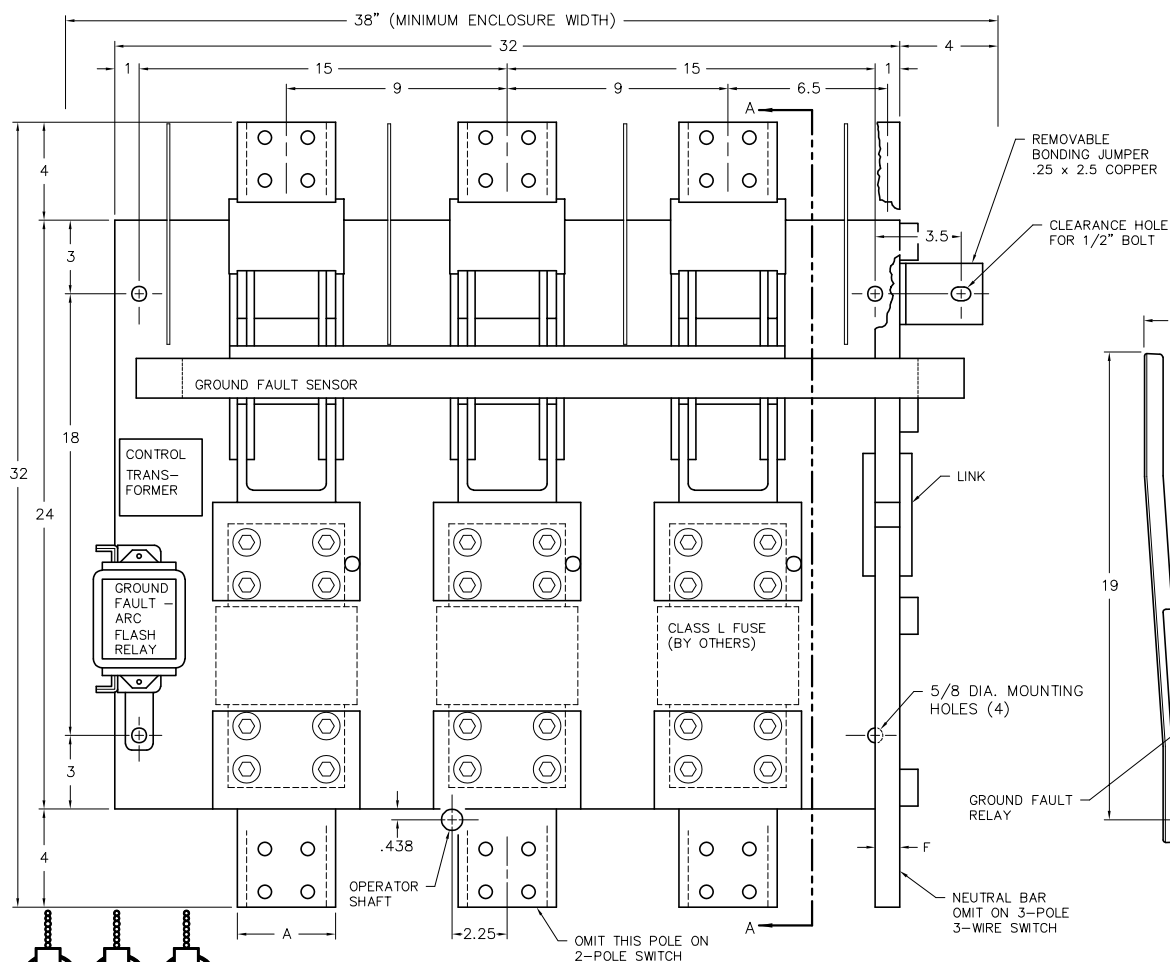 38" (MINIMUM ENCLOSURE WIDTH)
32
4
1
15
15
1
9
9
6.5
A
REMOVABLE
BONDING JUMPER
.25 x 2.5 COPPER
4
CLEARANCE HOLE
FOR 1/2" BOLT
3.5
3
GROUND FAULT SENSOR
18
CONTROL
TRANS-
FORMER
32
24
LINK
GROUND
FAULT -
ARC
FLASH
RELAY
CLASS L FUSE
(BY OTHERS)
19
5/8 DIA. MOUNTING
HOLES (4)
3
GROUND FAULT
RELAY
.438
4
F
OPERATOR
SHAFT
NEUTRAL BAR
OMIT ON 3-POLE
3-WIRE SWITCH
A
2.25
A
OMIT THIS POLE ON
2-POLE SWITCH